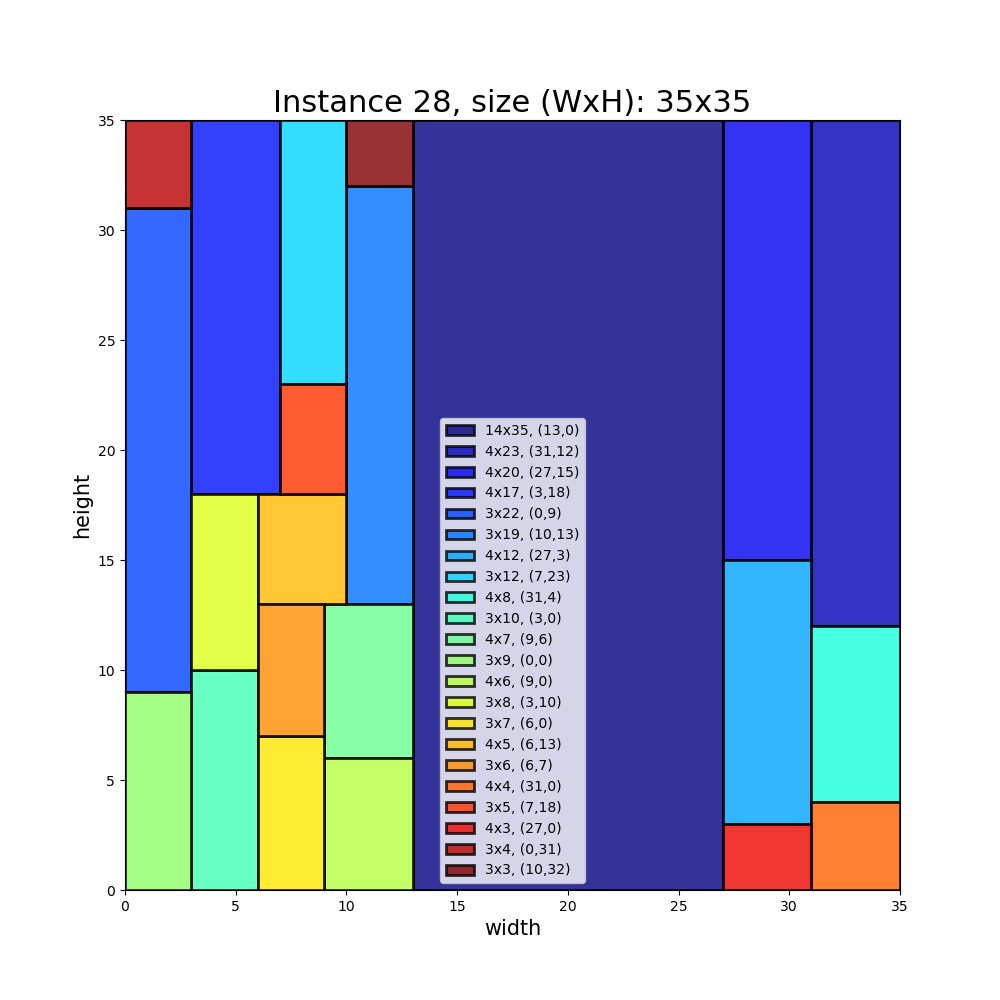 Instance 28, size (WxH): 35x35
35
30
25
20
15
10
5
0
height
14x35, (13,0)
4x23, (31,12)
4x20, (27,15)
4x17, (3,18)
3x22, (0,9)
3x19, (10,13)
4x12, (27,3)
3x12, (7,23)
4x8, (31,4)
3x10, (3,0)
4x7, (9,6)
3x9, (0,0)
4x6, (9,0)
3x8, (3,10)
3x7, (6,0)
4x5, (6,13)
3x6, (6,7)
4x4, (31,0)
3x5, (7,18)
4x3, (27,0)
3x4, (0,31)
3x3, (10,32)
0 5 10 15 20 25 30 35
width